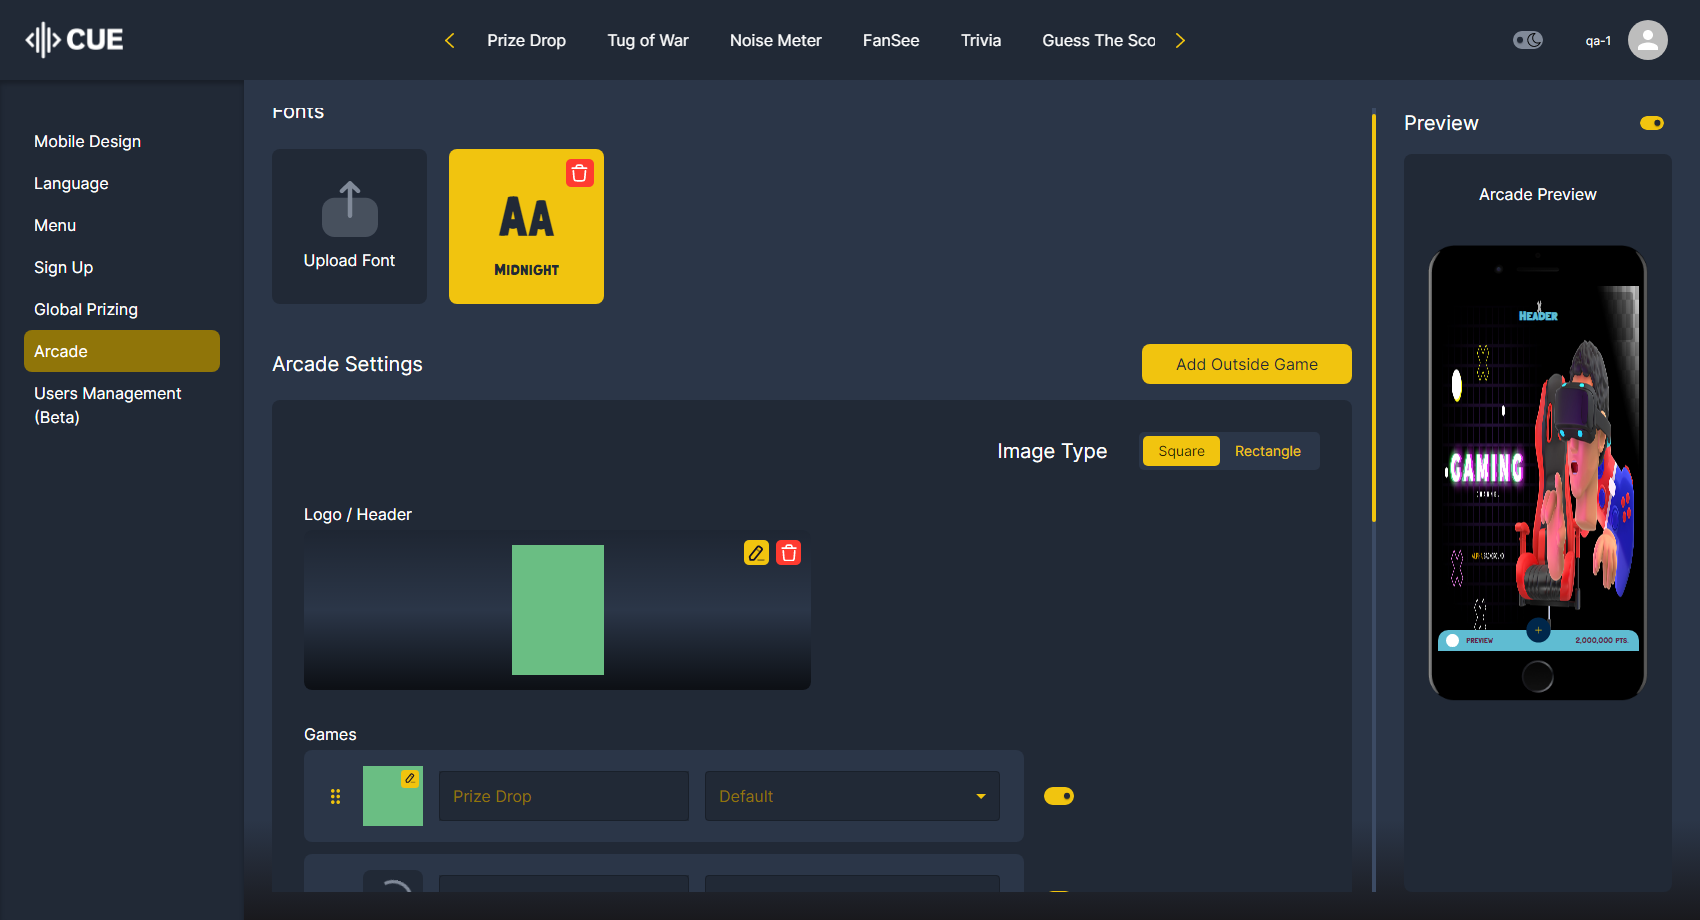 CUE
Prize Drop
Tug of War
Noise Meter
FanSee
Trivia
Guess The Sco
qa-1
Mobile Design
Language
Menu
Sign Up
Global Prizing
Arcade
Users Management
(Beta)
Fonts
Upload Font
AA
MIDNIGHT
Arcade Settings
Add Outside Game
Image Type
Square
Rectangle
Logo / Header
Games
Prize Drop
Default
Preview
Arcade Preview
HEADER
GAMING
CHANNEL
PREVIEW
2,000,000 PTS.